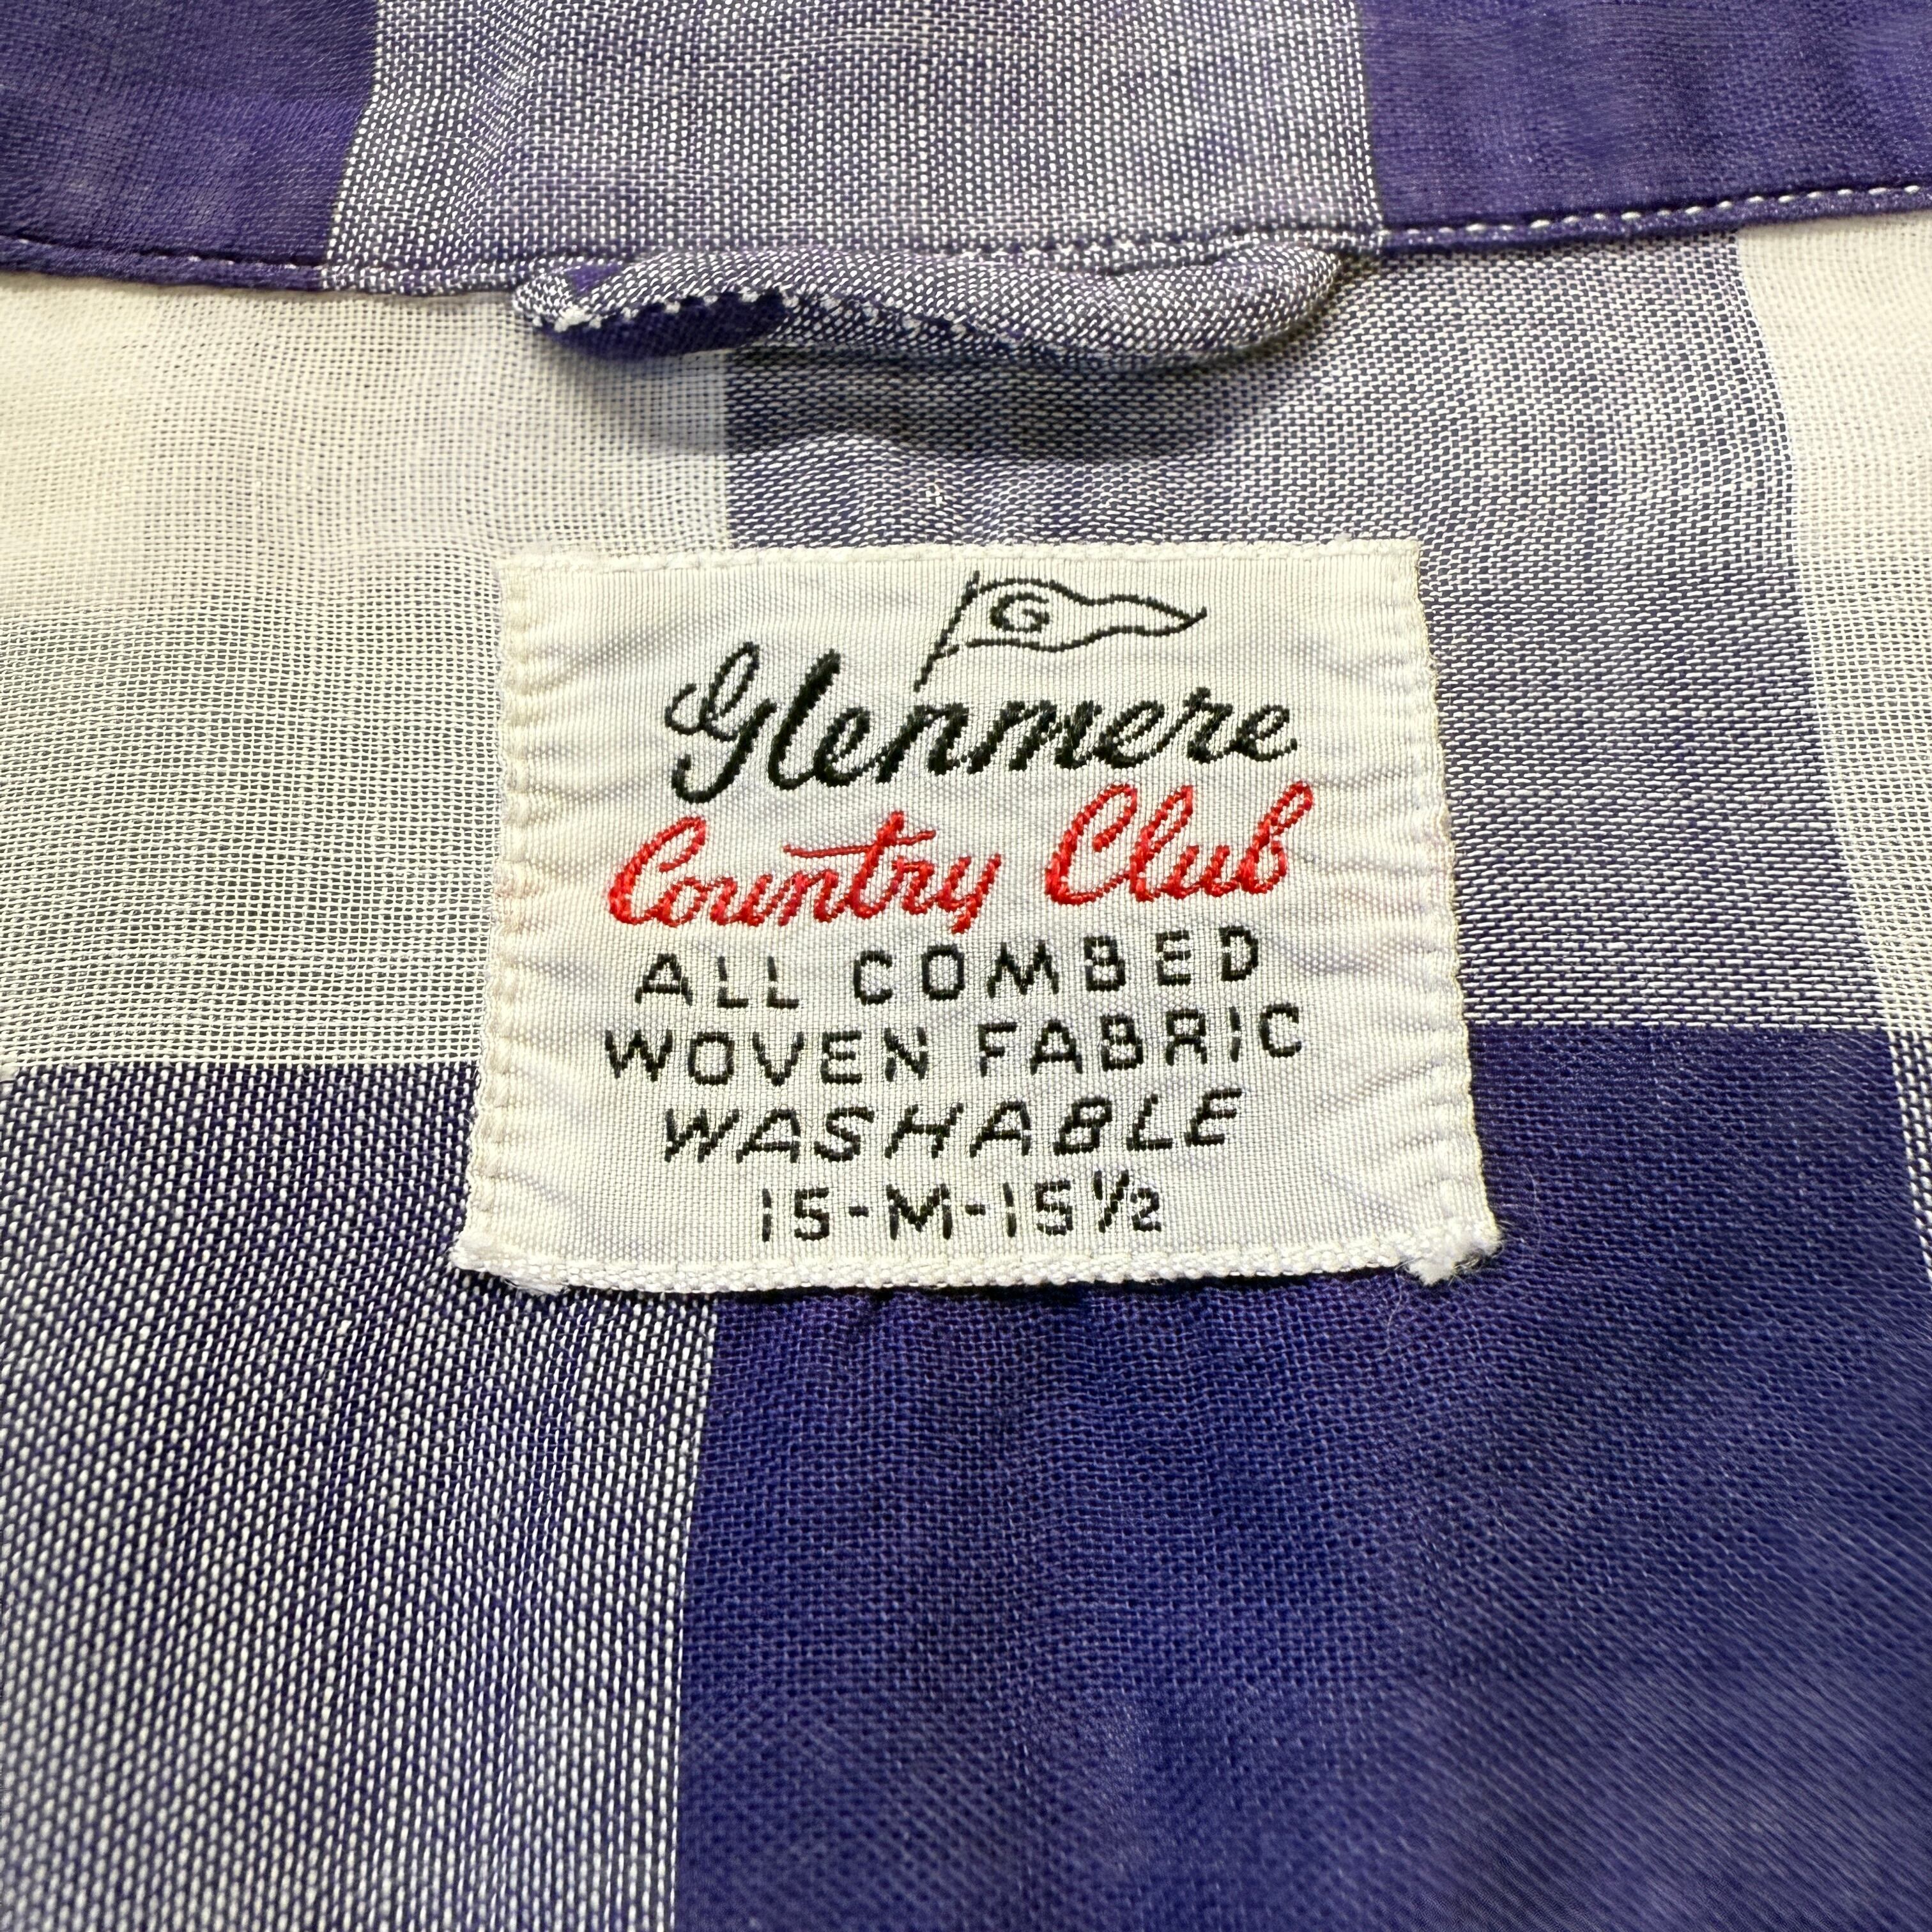 G
Glenmere
Country Club
ALL COMBED
WOVEN FABRIC
WASHABLE
15-M-15½